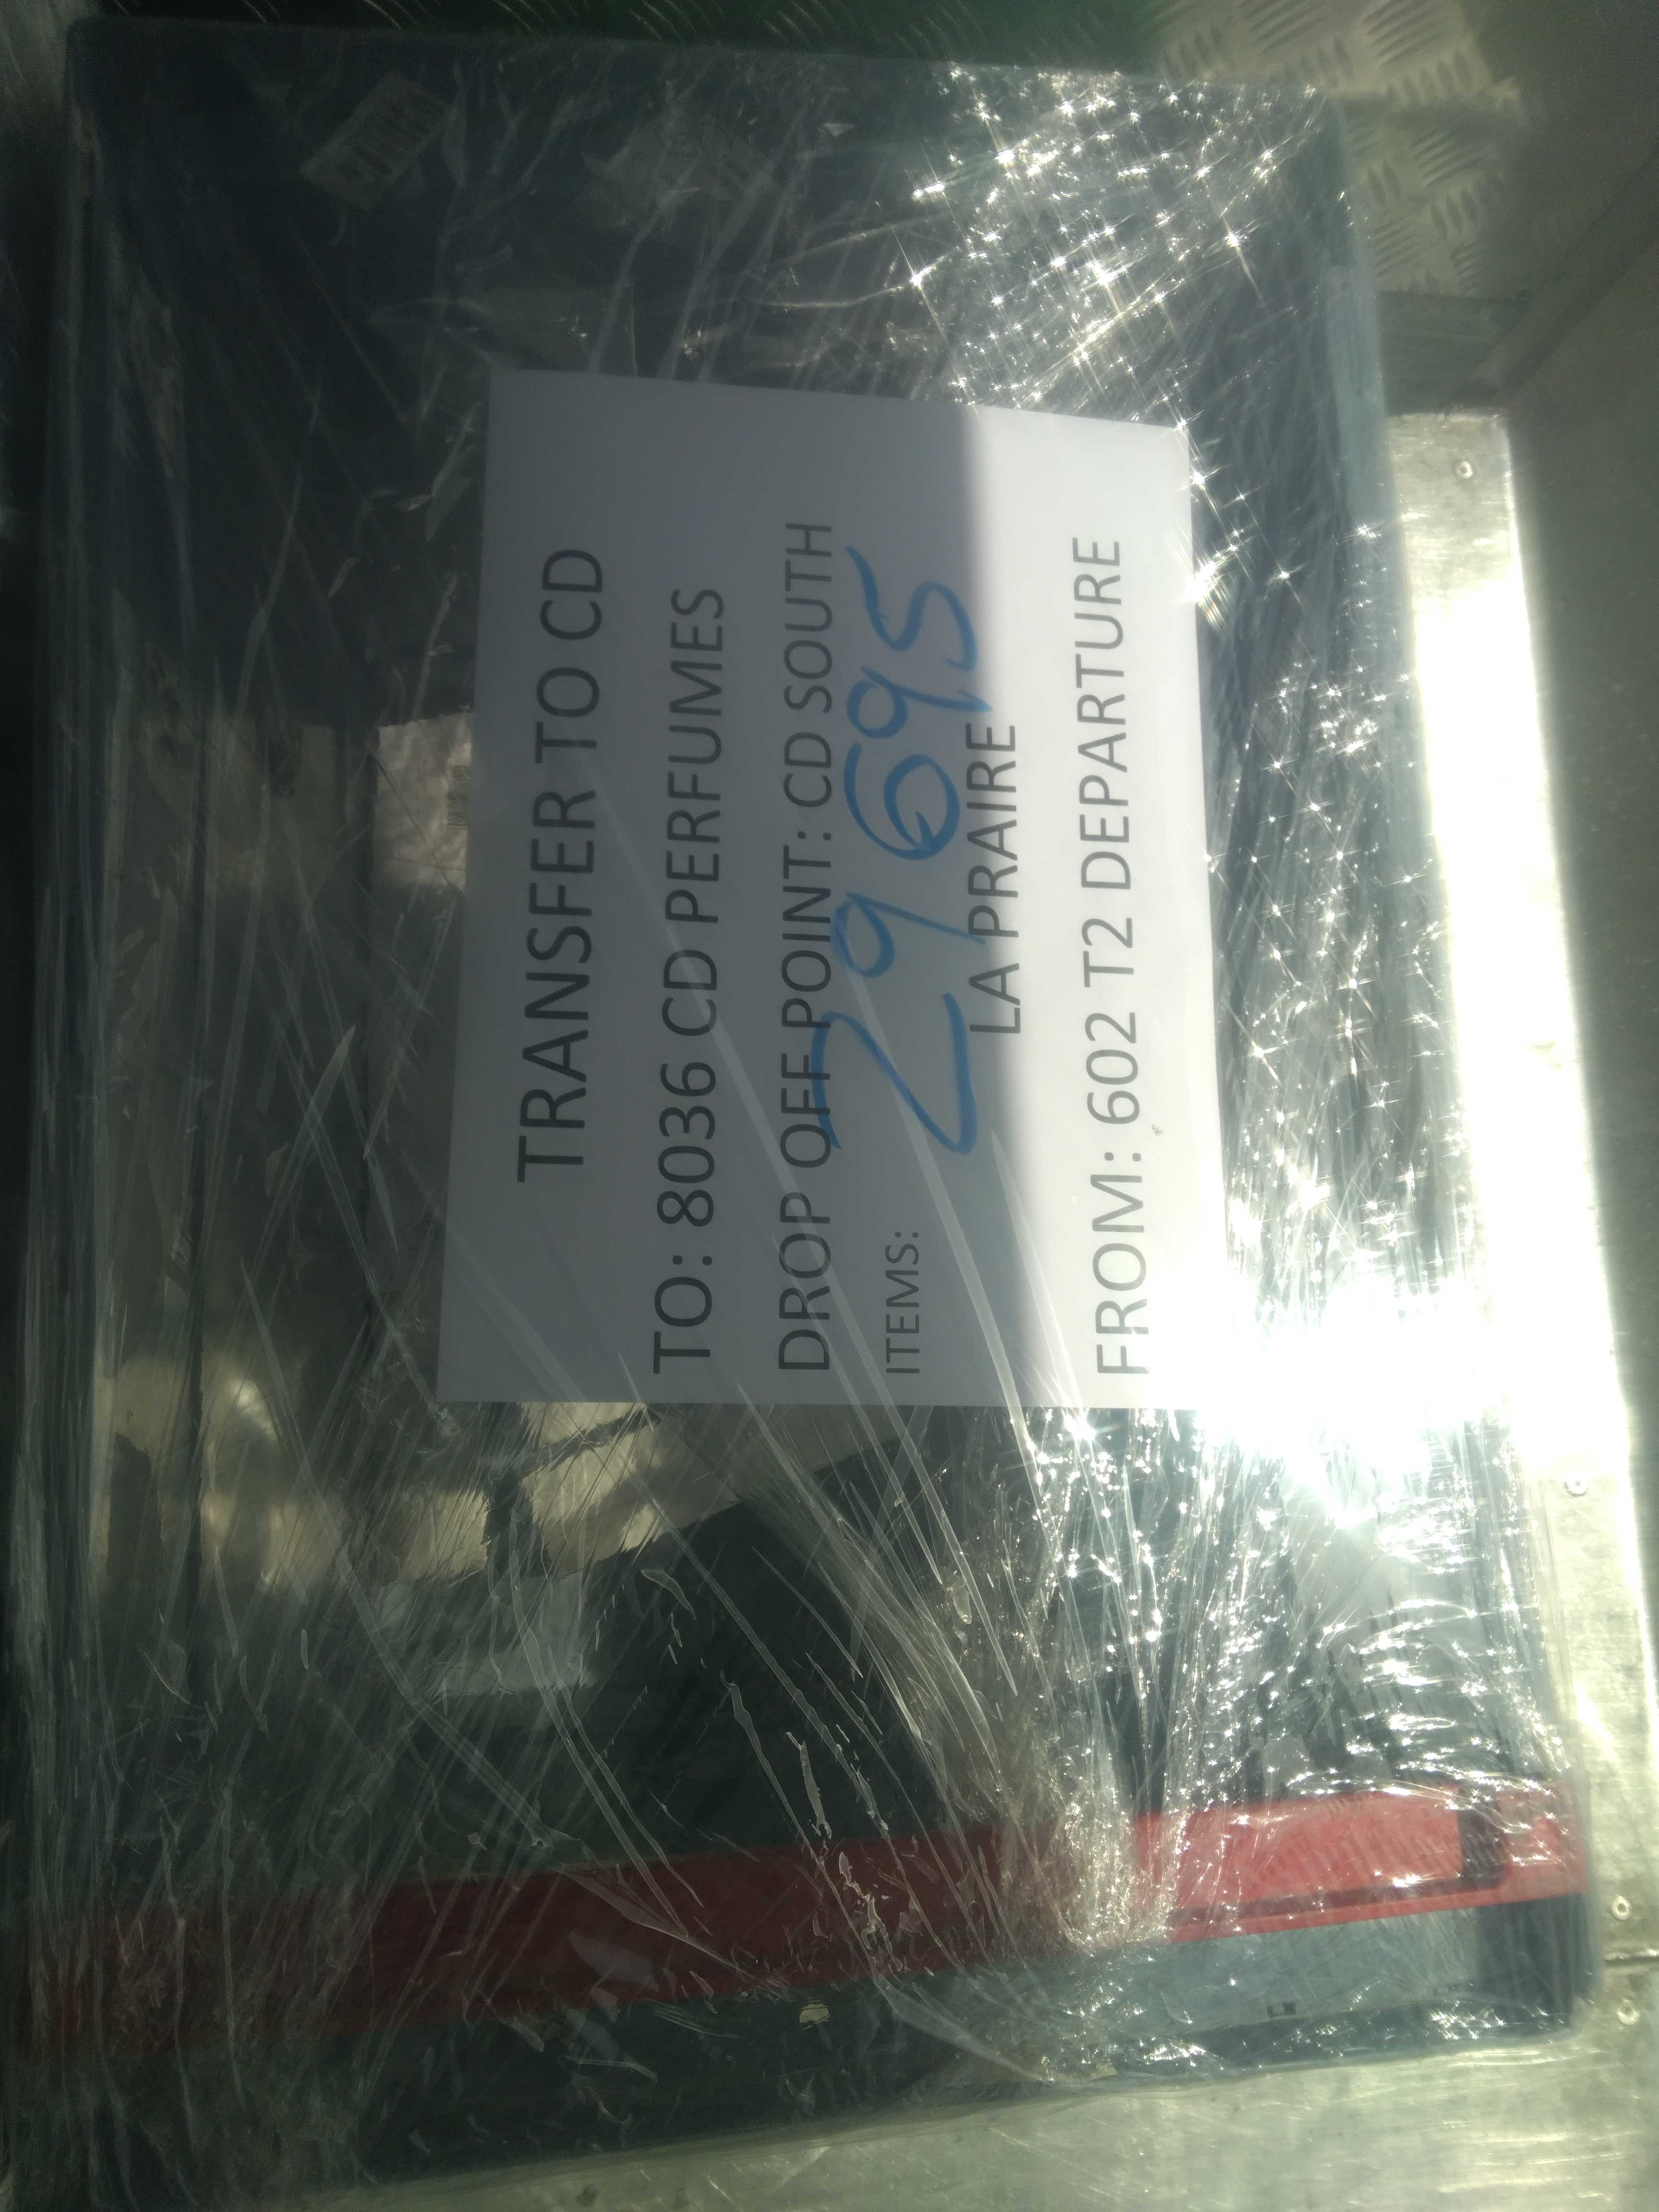 TRANSFER TO CD
TO: 8036 CD PERFUMES
DROP OFF POINT: CD SOUTH
29695
ITEMS:
LA PRAIRE
FROM: 602 T2 DEPARTURE